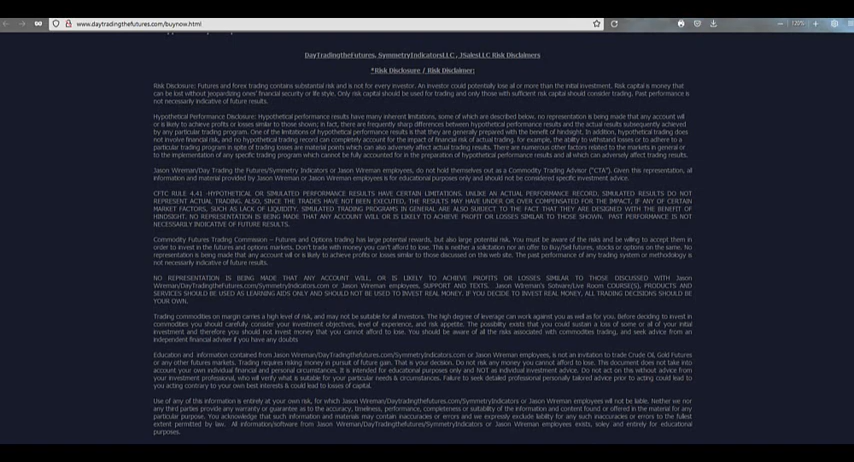 www.daytradingthefutures.com/buynow.html
120%
DayTradingtheFutures, SymmetryIndicatorsLLC , JSalesLLC Risk Disclaimers
*Risk Disclosure / Risk Disclaimer:
Risk Disclosure: Futures and forex trading contains substantial risk and is not for every investor. An investor could potentially lose all or more than the initial investment. Risk capital is money that
can be lost without jeopardizing ones' financial security or life style. Only risk capital should be used for trading and only those with sufficient risk capital should consider trading. Past performance is
not necessarily indicative of future results.
Hypothetical Performance Disclosure: Hypothetical performance results have many inherent limitations, some of which are described below. no representation is being made that any account will
or is likely to achieve profits or losses similar to those shown; in fact, there are frequently sharp differences between hypothetical performance results and the actual results subsequently achieved
by any particular trading program. One of the limitations of hypothetical performance results is that they are generally prepared with the benefit of hindsight. In addition, hypothetical trading does
not involve financial risk, and no hypothetical trading record can completely account for the impact of financial risk of actual trading. for example, the ability to withstand losses or to adhere to a
particular trading program in spite of trading losses are material points which can also adversely affect actual trading results. There are numerous other factors related to the markets in general or
to the implementation of any specific trading program which cannot be fully accounted for in the preparation of hypothetical performance results and all which can adversely affect trading results.
Jason Wireman/Day Trading the Futures/Symmetry Indicators or Jason Wireman employees, do not hold themselves out as a Commodity Trading Advisor ("CTA"). Given this representation, all
information and material provided by Jason Wireman or Jason Wireman employees is for educational purposes only and should not be considered specific investment advice.
CFTC RULE 4.41 -HYPOTHETICAL OR SIMULATED PERFORMANCE RESULTS HAVE CERTAIN LIMITATIONS. UNLIKE AN ACTUAL PERFORMANCE RECORD, SIMULATED RESULTS DO NOT
REPRESENT ACTUAL TRADING. ALSO, SINCE THE TRADES HAVE NOT BEEN EXECUTED, THE RESULTS MAY HAVE UNDER OR OVER COMPENSATED FOR THE IMPACT, IF ANY OF CERTAIN
MARKET FACTORS, SUCH AS LACK OF LIQUIDITY. SIMULATED TRADING PROGRAMS IN GENERAL ARE ALSO SUBJECT TO THE FACT THAT THEY ARE DESIGNED WITH THE BENEFIT OF
HINDSIGHT. NO REPRESENTATION IS BEING MADE THAT ANY ACCOUNT WILL OR IS LIKELY TO ACHIEVE PROFIT OR LOSSES SIMILAR TO THOSE SHOWN. PAST PERFORMANCE IS NOT
NECESSARILY INDICATIVE OF FUTURE RESULTS.
Commodity Futures Trading Commission – Futures and Options trading has large potential rewards, but also large potential risk. You must be aware of the risks and be willing to accept them in
order to invest in the futures and options markets. Don't trade with money you can't afford to lose. This is neither a solicitation nor an offer to Buy/Sell futures, stocks or options on the same. No
representation is being made that any account will or is likely to achieve profits or losses similar to those discussed on this web site. The past performance of any trading system or methodology is
not necessarily indicative of future results.
NO REPRESENTATION IS BEING MADE THAT ANY ACCOUNT WILL, OR IS LIKELY TO ACHIEVE PROFITS OR LOSSES SIMILAR TO THOSE DISCUSSED WITH Jason
Wireman/DayTradingthefutures.com/SymmetryIndicators.com or Jason Wireman employees, SUPPORT AND TEXTS. Jason Wireman's Sotware/Live Room COURSE(S), PRODUCTS AND
SERVICES SHOULD BE USED AS LEARNING AIDS ONLY AND SHOULD NOT BE USED TO INVEST REAL MONEY. IF YOU DECIDE TO INVEST REAL MONEY, ALL TRADING DECISIONS SHOULD BE
YOUR OWN.
Trading commodities on margin carries a high level of risk, and may not be suitable for all investors. The high degree of leverage can work against you as well as for you. Before deciding to invest in
commodities you should carefully consider your investment objectives, level of experience, and risk appetite. The possibility exists that you could sustain a loss of some or all of your initial
investment and therefore you should not invest money that you cannot afford to lose. You should be aware of all the risks associated with commodities trading, and seek advice from an
independent financial adviser if you have any doubts
Education and information contained from Jason Wireman/DayTradingthefutures.com/SymmetryIndicators.com or Jason Wireman employees, is not an invitation to trade Crude Oil, Gold Futures
or any other futures markets. Trading requires risking money in pursuit of future gain. That is your decision. Do not risk any money you cannot afford to lose. This document does not take into
account your own individual financial and personal circumstances. It is intended for educational purposes only and NOT as individual investment advice. Do not act on this without advice from
your investment professional, who will verify what is suitable for your particular needs & circumstances. Failure to seek detailed professional personally tailored advice prior to acting could lead to
you acting contrary to your own best interests & could lead to losses of capital.
Use of any of this information is entirely at your own risk, for which Jason Wireman/DayTradingthefutures.com/SymmetryIndicators or Jason Wireman employees will not be liable. Neither we nor
any third parties provide any warranty or guarantee as to the accuracy, timeliness, performance, completeness or suitability of the information and content found or offered in the material for any
particular purpose. You acknowledge that such information and materials may contain inaccuracies or errors and we expressly exclude liability for any such inaccuracies or errors to the fullest
extent permitted by law. All information/software from Jason Wireman/DayTradingthefutures.com/SymmetryIndicators or Jason Wireman employees exists, soley and entirely for educational
purposes.